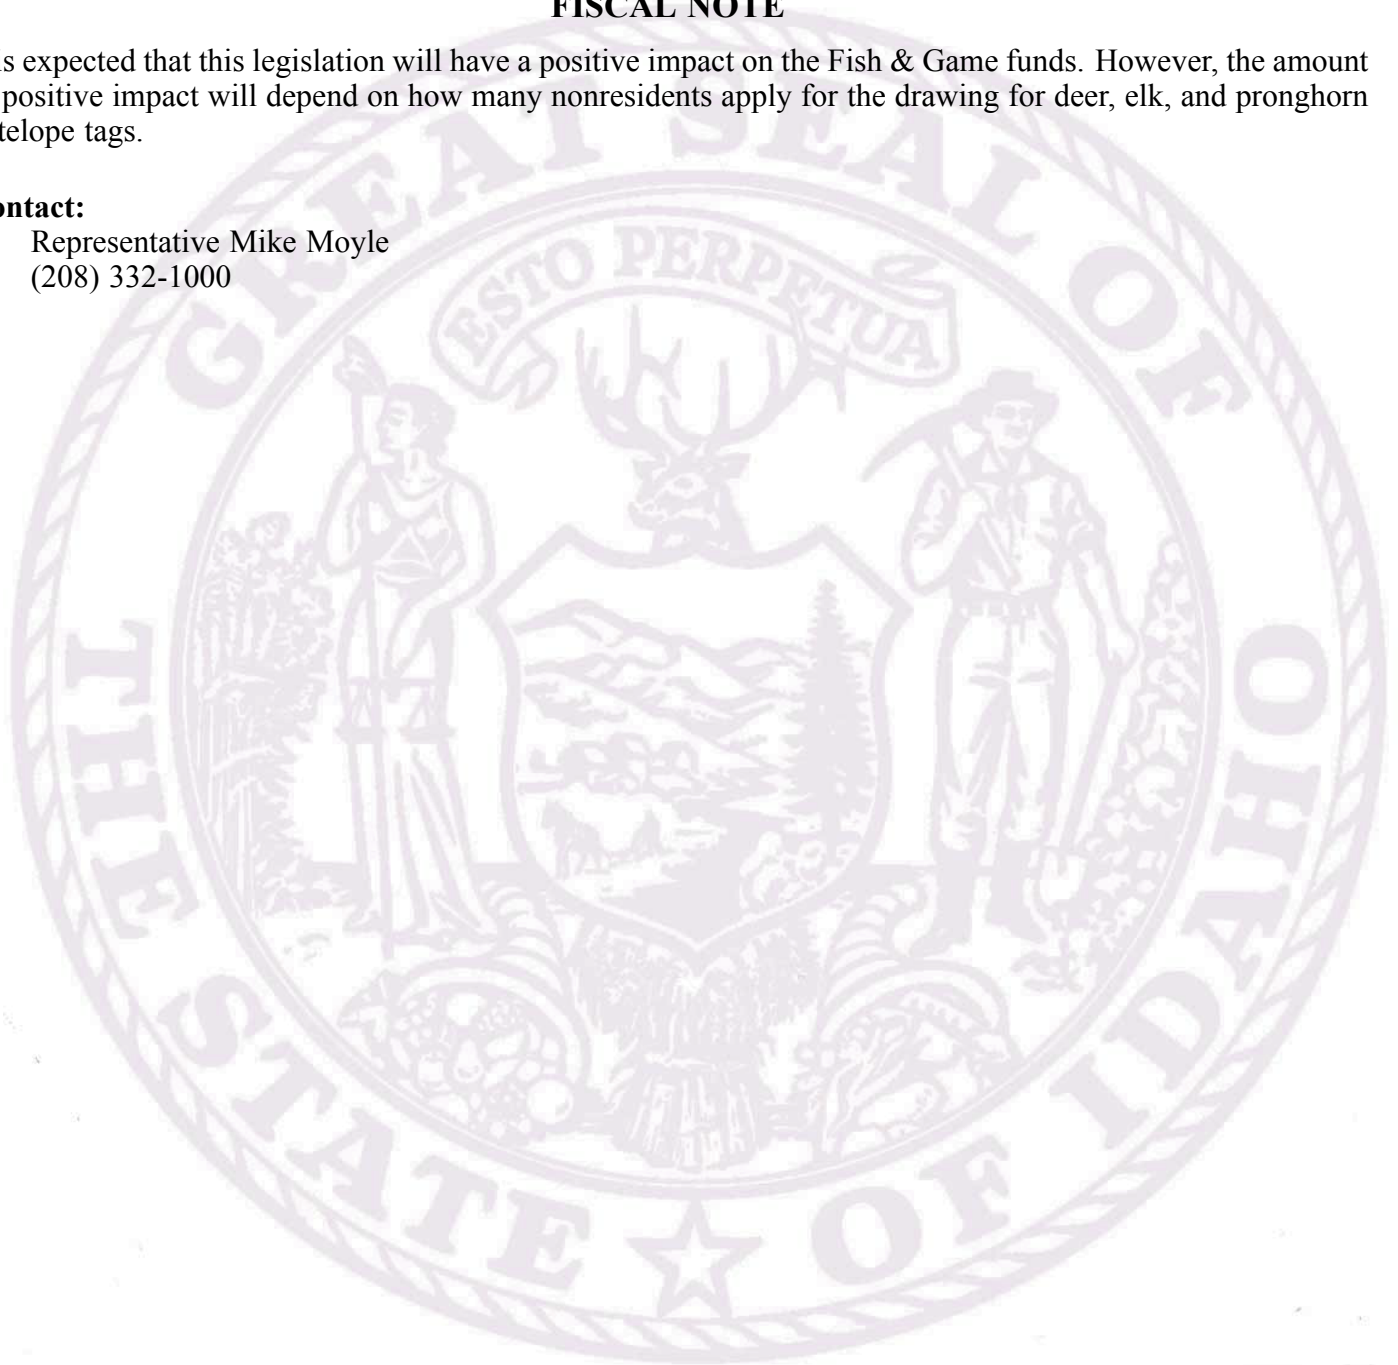 FISCAL NOTE
s expected that this legislation will have a positive impact on the Fish & Game funds. However, the amount
positive impact will depend on how many nonresidents apply for the drawing for deer, elk, and pronghorn
telope tags.
ontact:
Representative Mike Moyle
(208) 332-1000
GREAT SEAL OF
ESTO PERPETUA
THE
IDAHO
STATE OF